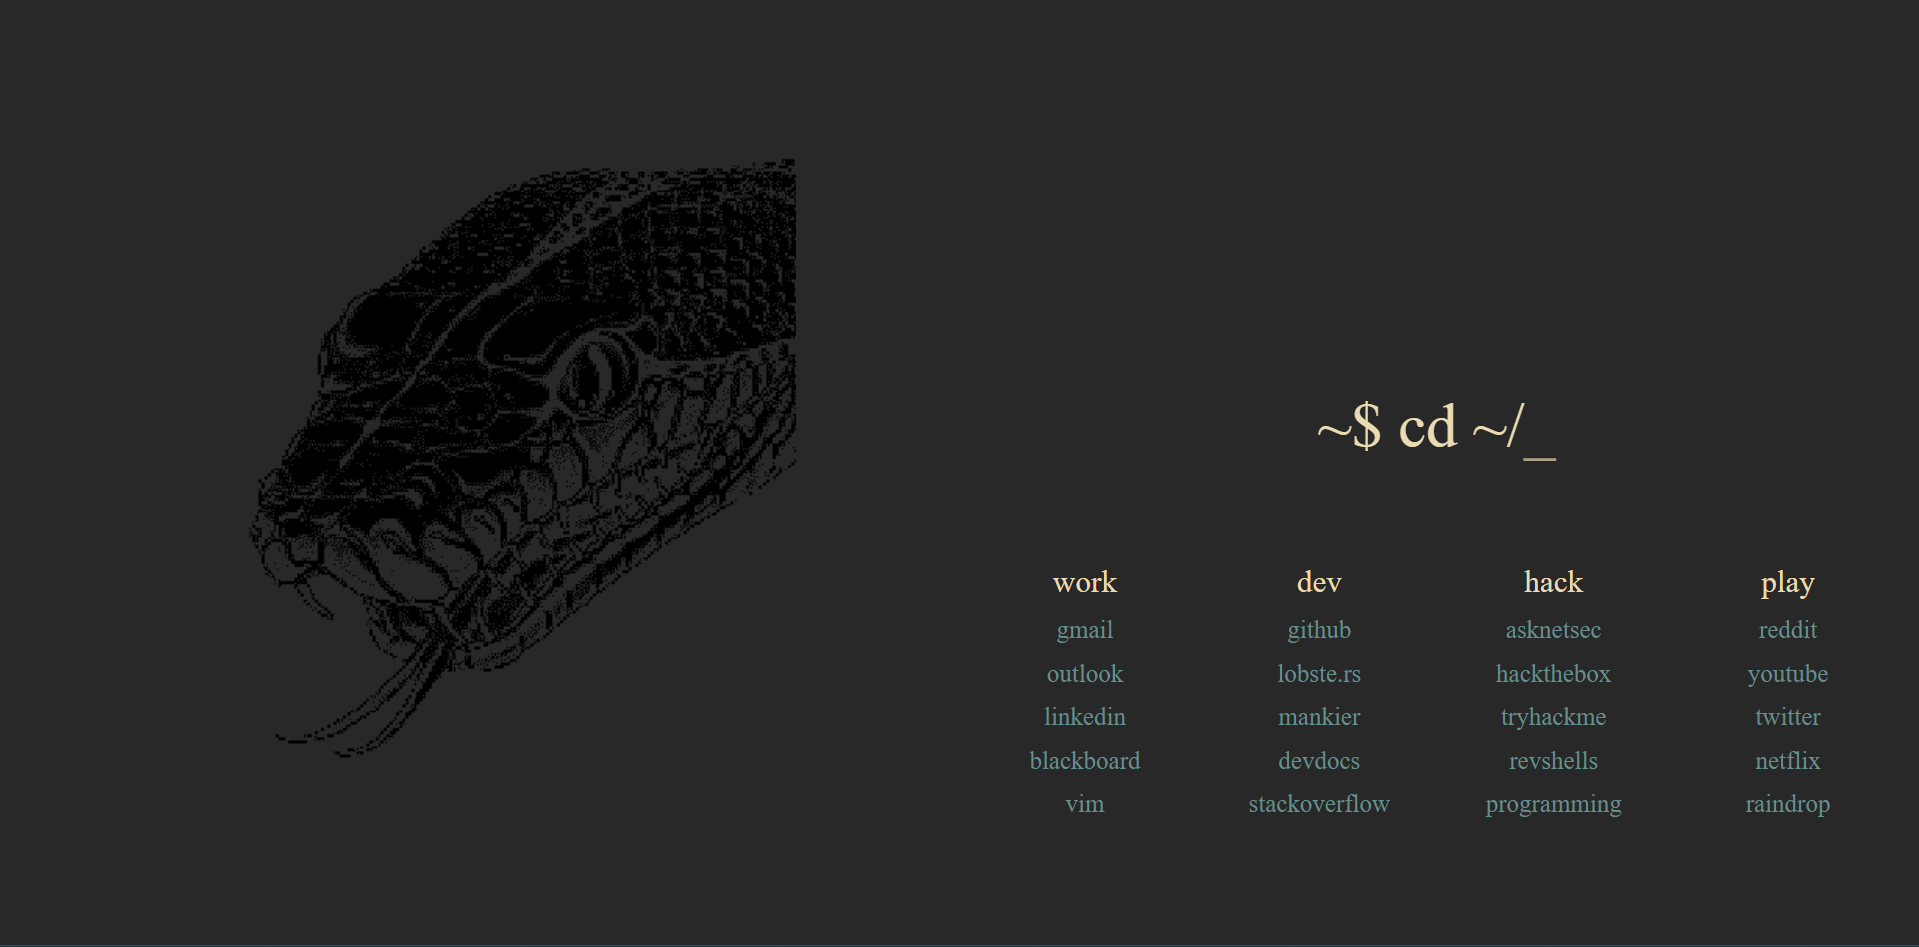 ~$ cd ~/_
work dev hack play
gmail github asknetsec reddit
outlook lobste.rs hackthebox youtube
linkedin mankier tryhackme twitter
blackboard devdocs revshells netflix
vim stackoverflow programming raindrop